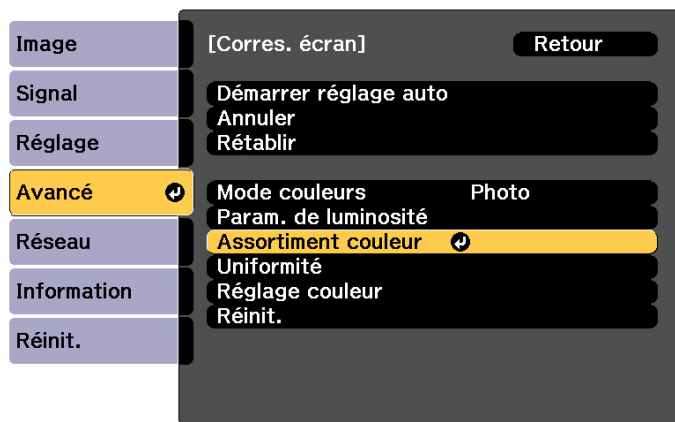 Image
Signal
Réglage
Avancé
Réseau
Information
Réinit.
[Corres. écran] Retour
Démarrer réglage auto
Annuler
Rétablir
Mode couleurs Photo
Param. de luminosité
Assortiment couleur
Uniformité
Réglage couleur
Réinit.